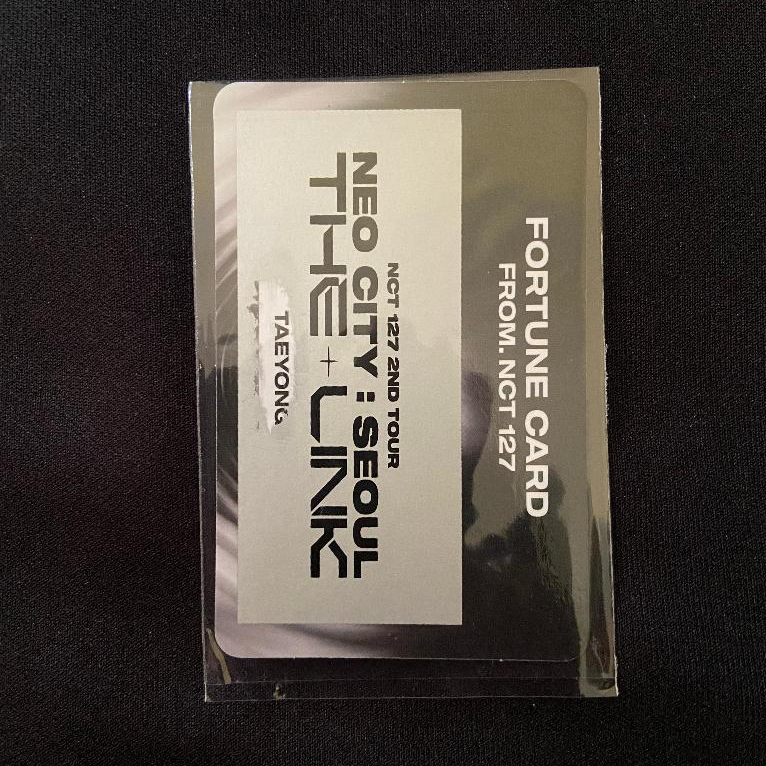 FORTUNE CARD
FROM. NCT 127
NCT 127 2ND TOUR
NEO CITY : SEOUL
THE LINK
TAEYONG